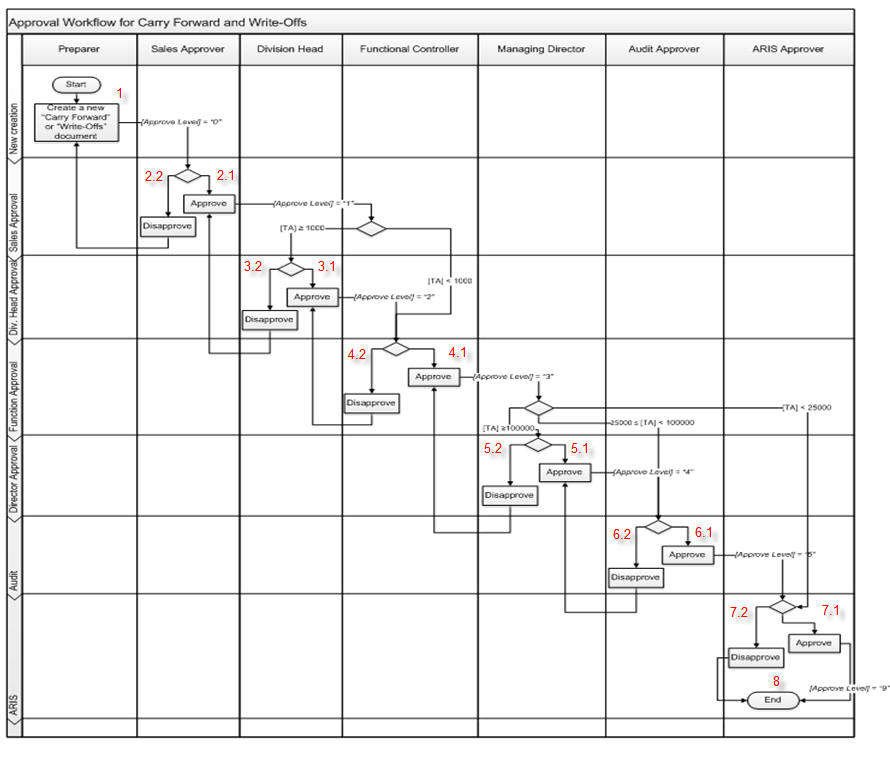 Approval Workflow for Carry Forward and Write-Offs
Preparer
Sales Approver
Division Head
Functional Controller
Managing Director
Audit Approver
ARIS Approver
New creation
Start
1
Create a new
“Carry Forward”
or “Write-Offs”
document
[Approve Level] = “0”
Sales Approval
2.2
2.1
Approve
Disapprove
[Approve Level] = “1”
[TA] ≥ 1000
[TA] < 1000
Div. Head Approval
3.2
3.1
Approve
Disapprove
[Approve Level] = “2”
Function Approval
4.2
4.1
Approve
Disapprove
[Approve Level] = “3”
[TA] < 25000
25000 ≤ [TA] < 100000
[TA] ≥100000
Director Approval
5.2
5.1
Approve
Disapprove
[Approve Level] = “4”
Audit
6.2
6.1
Approve
Disapprove
[Approve Level] = “5”
ARIS
7.2
7.1
Approve
Disapprove
[Approve Level] = “9”
8
End